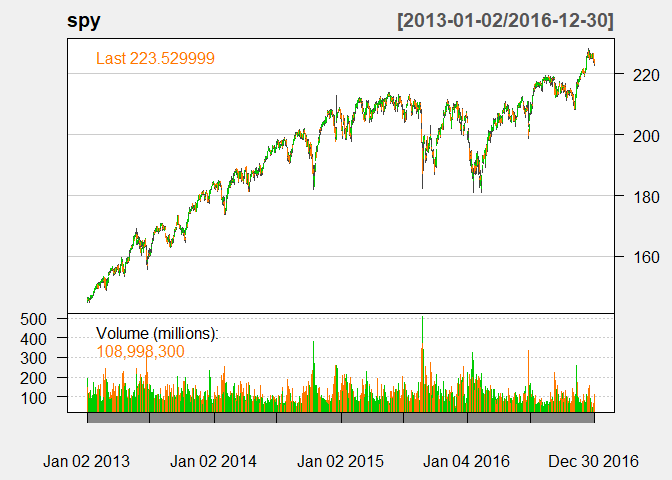 spy [2013-01-02/2016-12-30]
Last 223.529999
220
200
180
160
Volume (millions):
108,998,300
500
400
300
200
100
Jan 02 2013 Jan 02 2014 Jan 02 2015 Jan 04 2016 Dec 30 2016